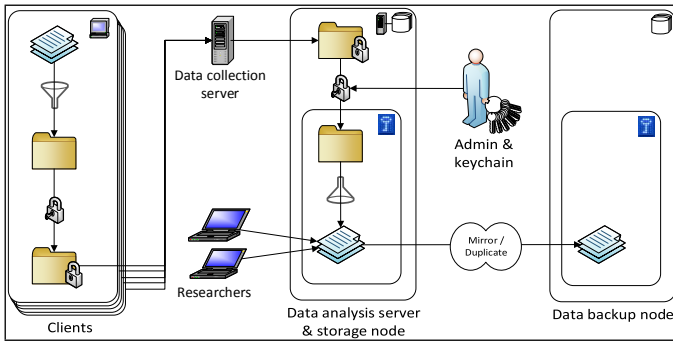 Data collection
server
Admin &
keychain
Mirror /
Duplicate
Researchers
Clients
Data analysis server
& storage node
Data backup node